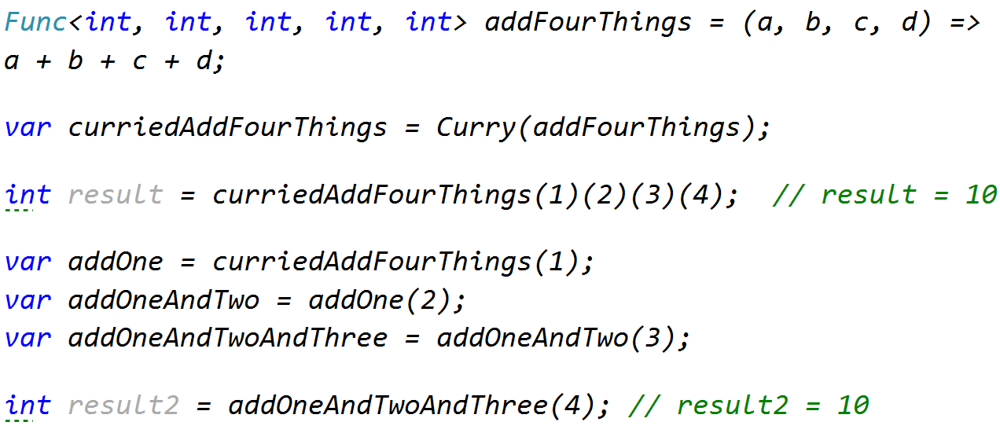 Func<int, int, int, int, int> addFourThings = (a, b, c, d) =>
a + b + c + d;
var curriedAddFourThings = Curry(addFourThings);
int result = curriedAddFourThings(1)(2)(3)(4);  // result = 10
var addOne = curriedAddFourThings(1);
var addOneAndTwo = addOne(2);
var addOneAndTwoAndThree = addOneAndTwo(3);
int result2 = addOneAndTwoAndThree(4); // result2 = 10